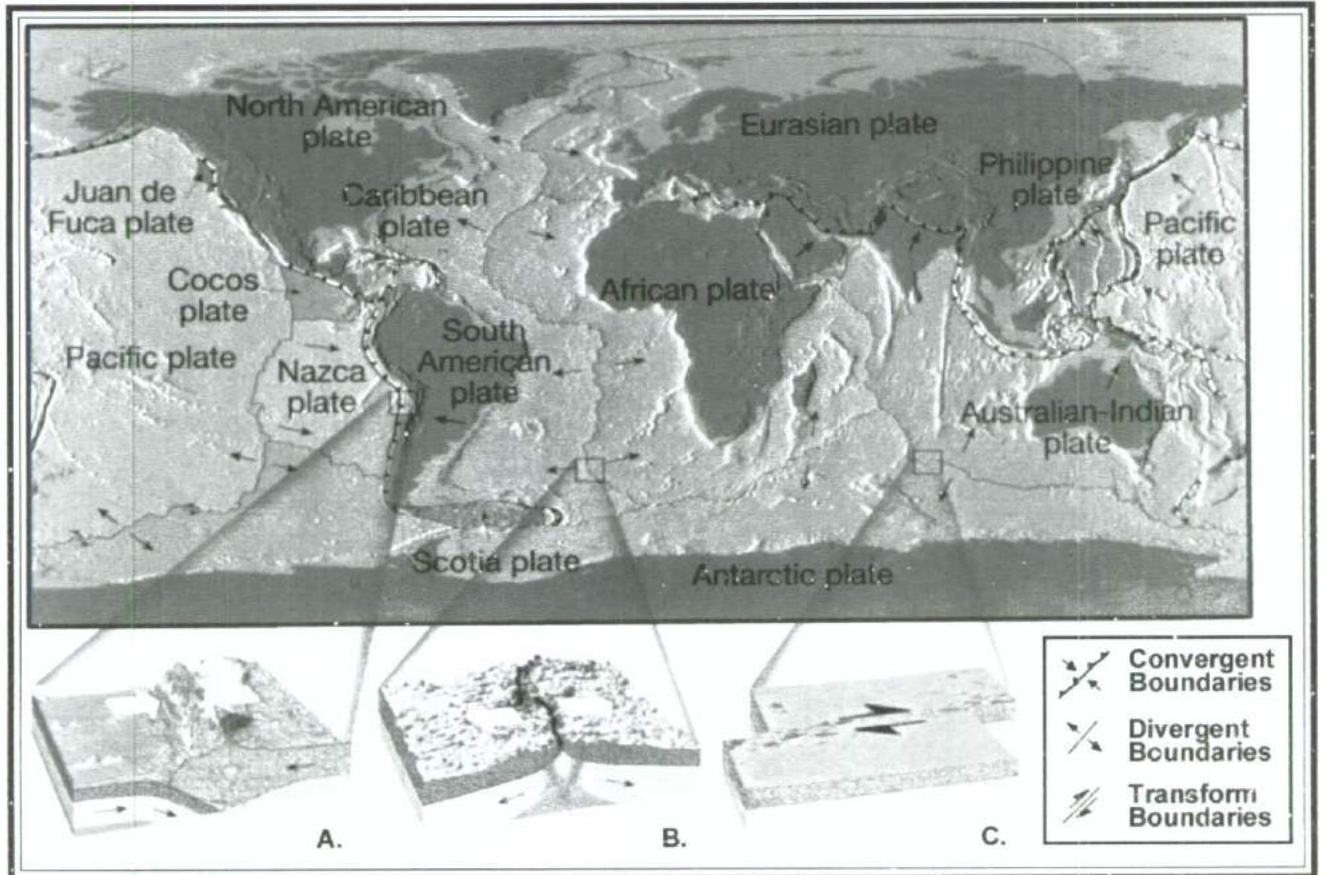 North American
plate
Eurasian plate
Juan de
Fuca plate
Caribbean
plate
Philippine
plate
Pacific
plate
Cocos
plate
African plate
Pacific plate
Nazca
plate
South
American
plate
Australian-Indian
plate
Scotia plate
Antarctic plate
A.
B.
C.
Convergent
Boundaries
Divergent
Boundaries
Transform
Boundaries